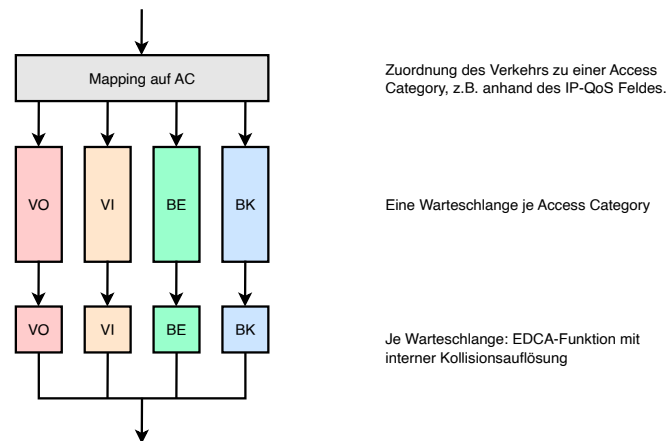 Mapping auf AC
Zuordnung des Verkehrs zu einer Access
Category, z.B. anhand des IP-QoS Feldes.
VO VI BE BK
Eine Warteschlange je Access Category
VO VI BE BK
Je Warteschlange: EDCA-Funktion mit
interner Kollisionsauflösung